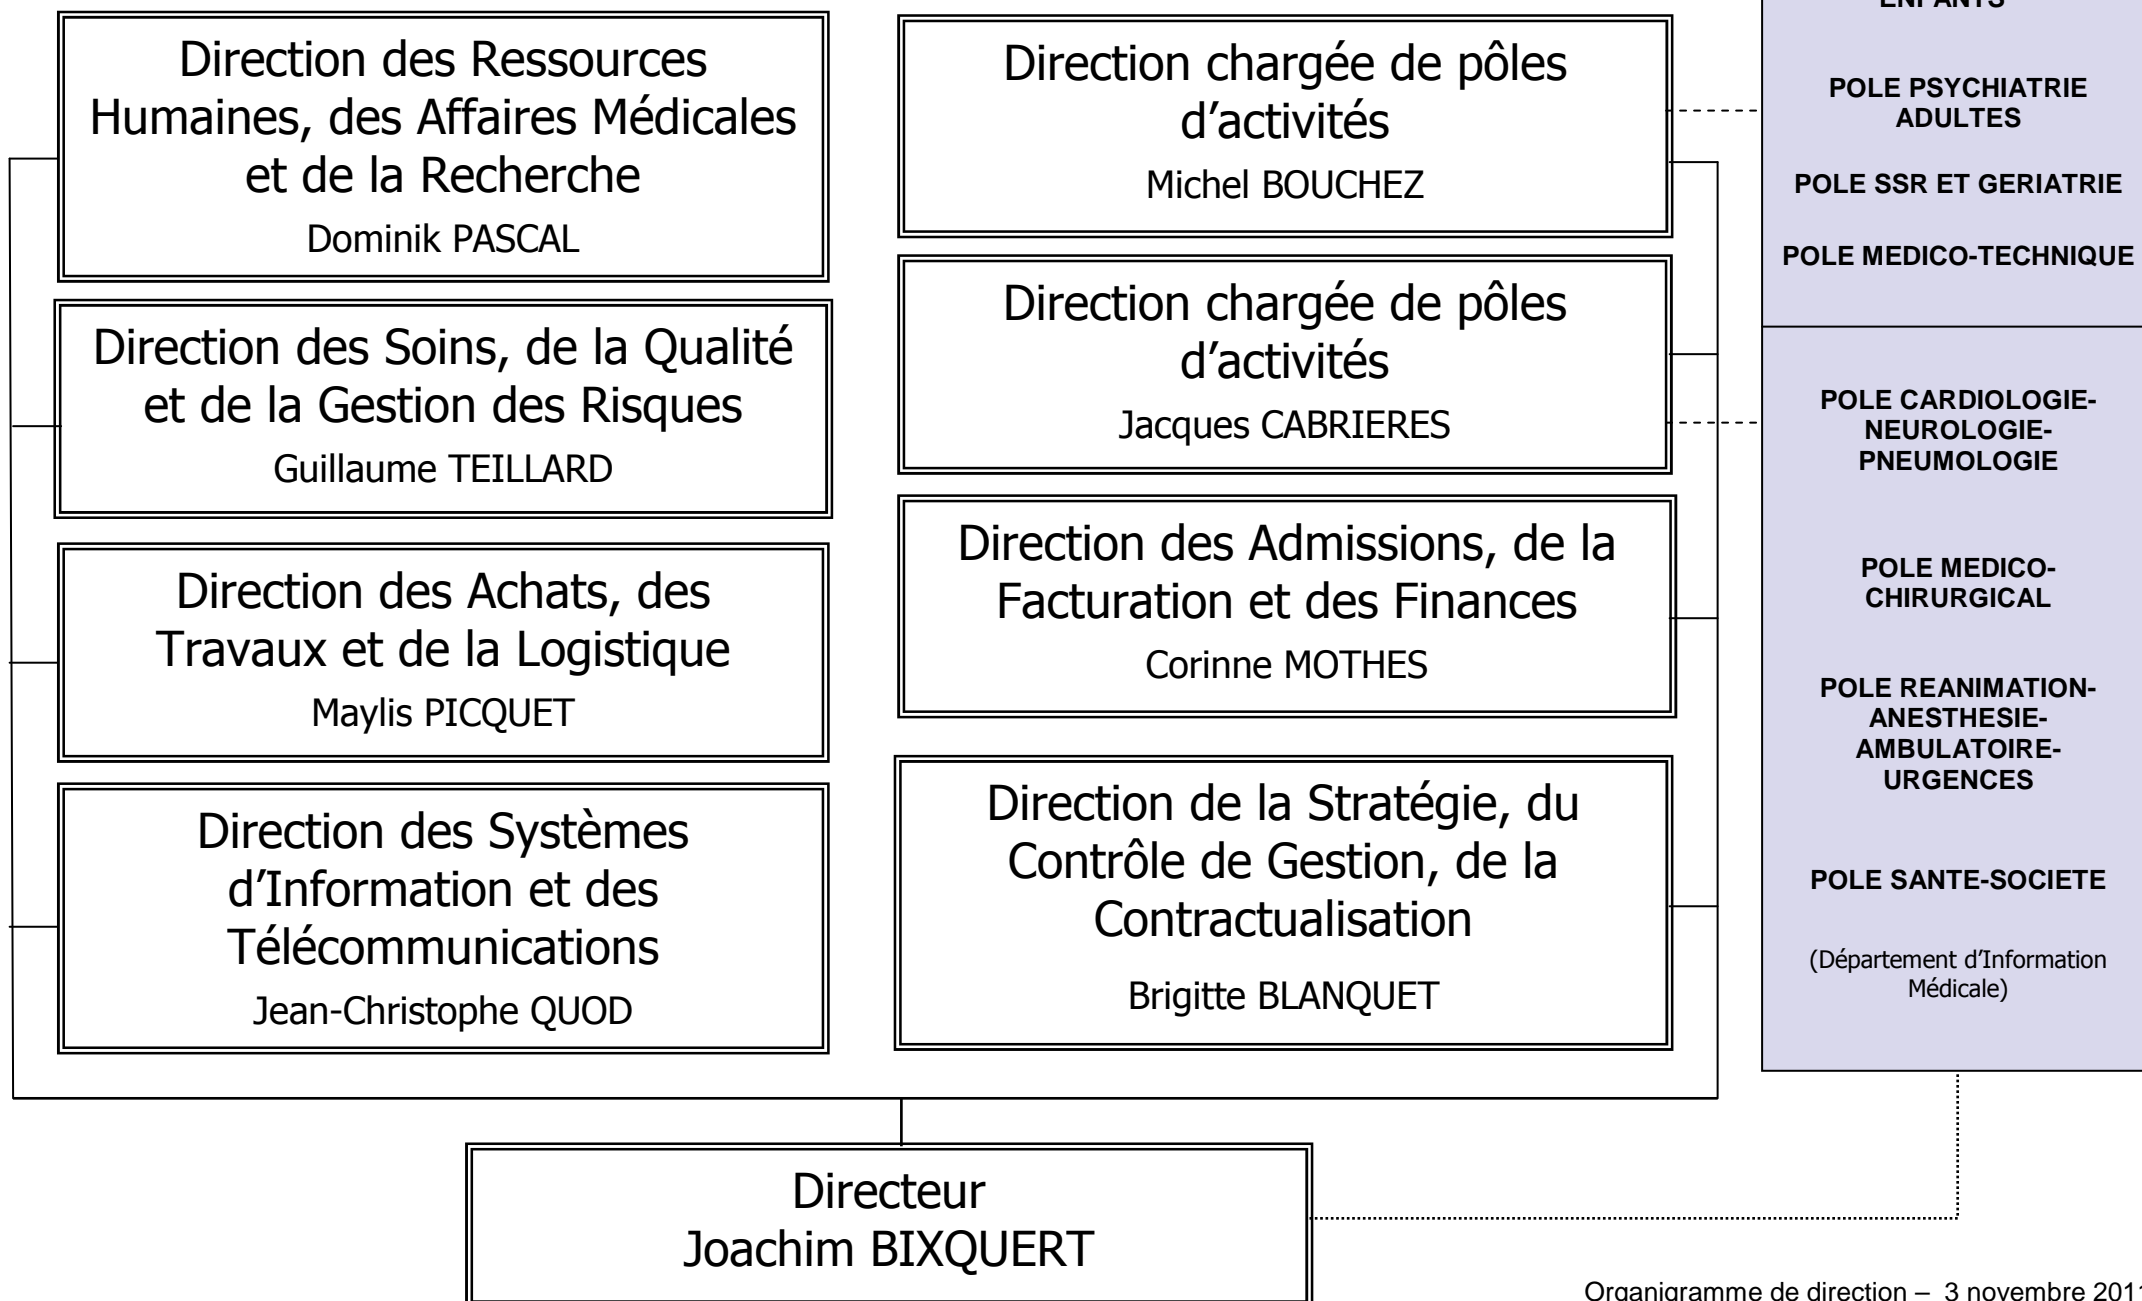 Direction des Ressources
Humaines, des Affaires Médicales
et de la Recherche
Dominik PASCAL
Direction des Soins, de la Qualité
et de la Gestion des Risques
Guillaume TEILLARD
Direction des Achats, des
Travaux et de la Logistique
Maylis PICQUET
Direction des Systèmes
d’Information et des
Télécommunications
Jean-Christophe QUOD
Direction chargée de pôles
d’activités
Michel BOUCHEZ
Direction chargée de pôles
d’activités
Jacques CABRIERES
Direction des Admissions, de la
Facturation et des Finances
Corinne MOTHES
Direction de la Stratégie, du
Contrôle de Gestion, de la
Contractualisation
Brigitte BLANQUET
ENFANTS
POLE PSYCHIATRIE
ADULTES
POLE SSR ET GERIATRIE
POLE MEDICO-TECHNIQUE
POLE CARDIOLOGIE-
NEUROLOGIE-
PNEUMOLOGIE
POLE MEDICO-
CHIRURGICAL
POLE REANIMATION-
ANESTHESIE-
AMBULATOIRE-
URGENCES
POLE SANTE-SOCIETE
(Département d’Information
Médicale)
Directeur
Joachim BIXQUERT
Organigramme de direction – 3 novembre 2011